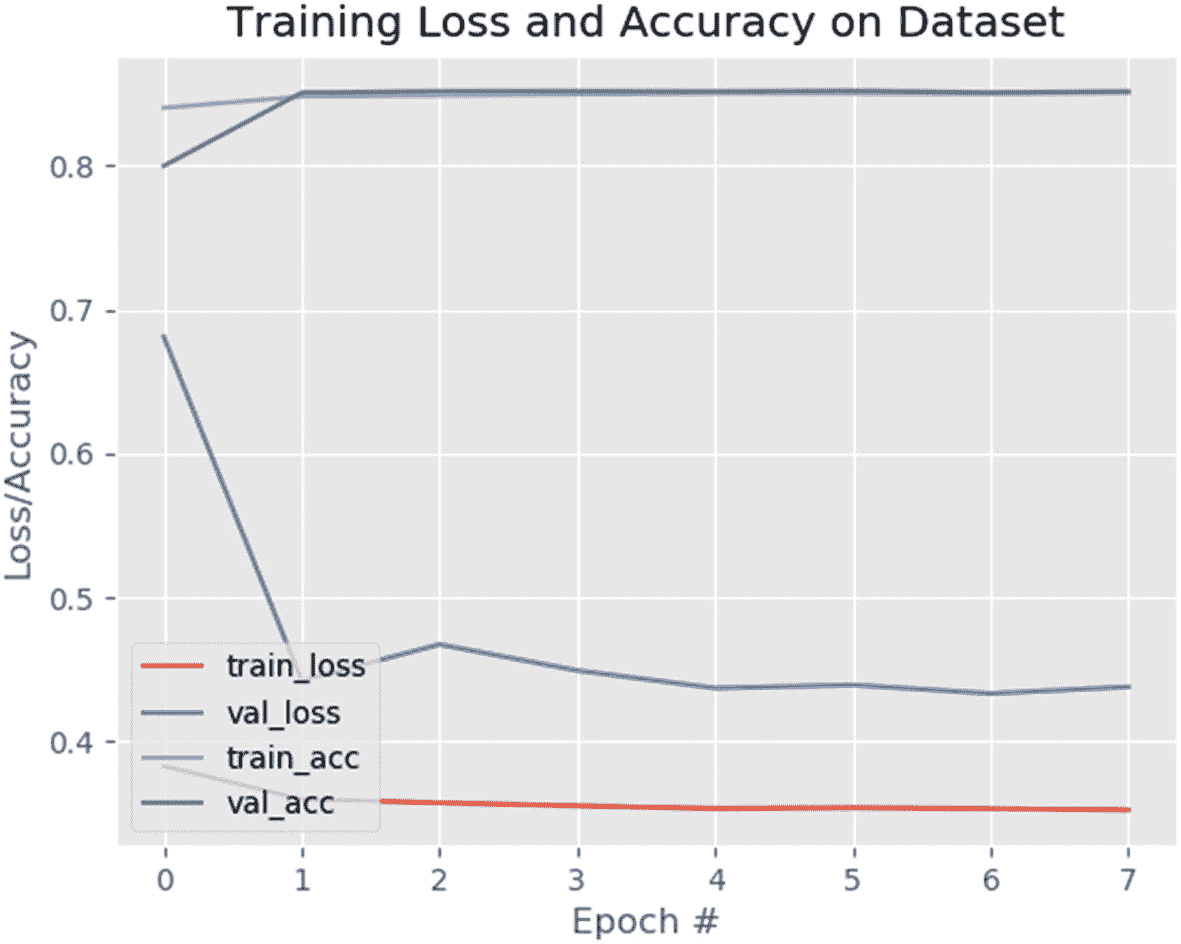 Training Loss and Accuracy on Dataset
Loss/Accuracy
0.8
0.7
0.6
0.5
0.4
train_loss
val_loss
train_acc
val_acc
0 1 2 3 4 5 6 7
Epoch #